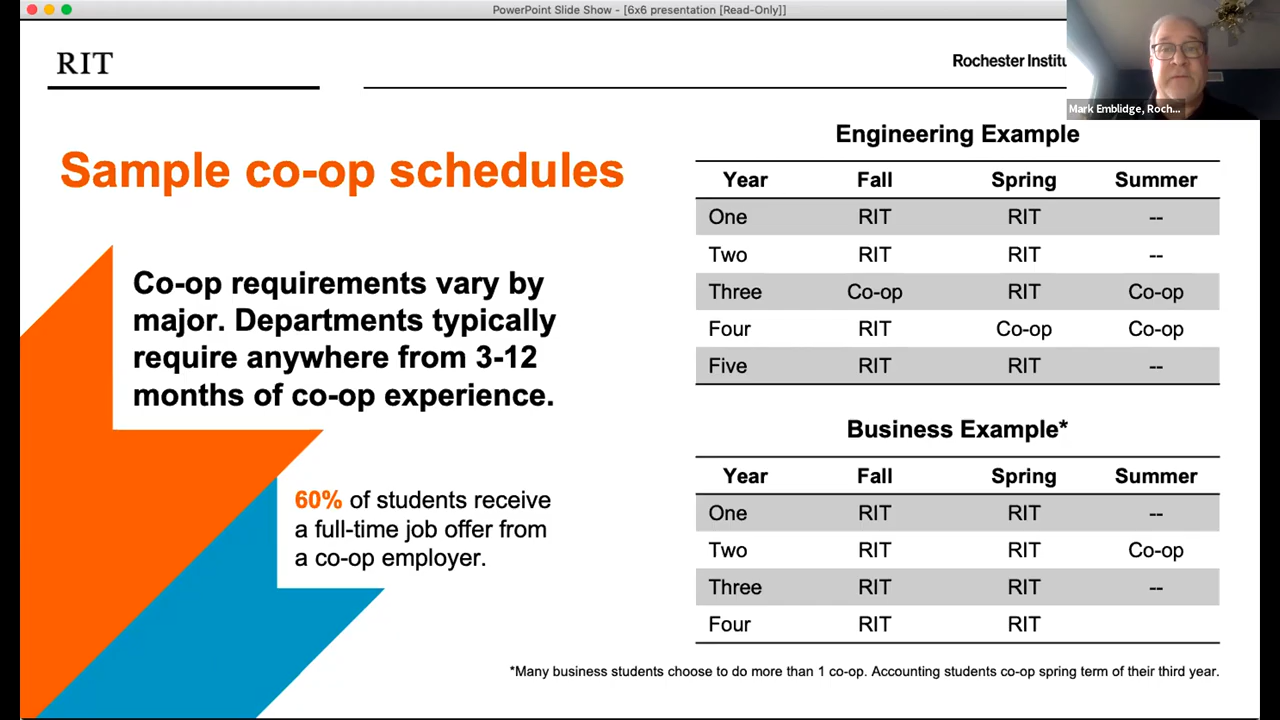 PowerPoint Slide Show - [6x6 presentation [Read-Only]]
RIT
Rochester Institu
Mark Emblidge, Roch...
Sample co-op schedules
Co-op requirements vary by
major. Departments typically
require anywhere from 3-12
months of co-op experience.
60% of students receive
a full-time job offer from
a co-op employer.
Engineering Example
Year Fall Spring Summer
One RIT RIT --
Two RIT RIT --
Three Co-op RIT Co-op
Four RIT Co-op Co-op
Five RIT RIT --
Business Example*
Year Fall Spring Summer
One RIT RIT --
Two RIT RIT Co-op
Three RIT RIT --
Four RIT RIT
*Many business students choose to do more than 1 co-op. Accounting students co-op spring term of their third year.